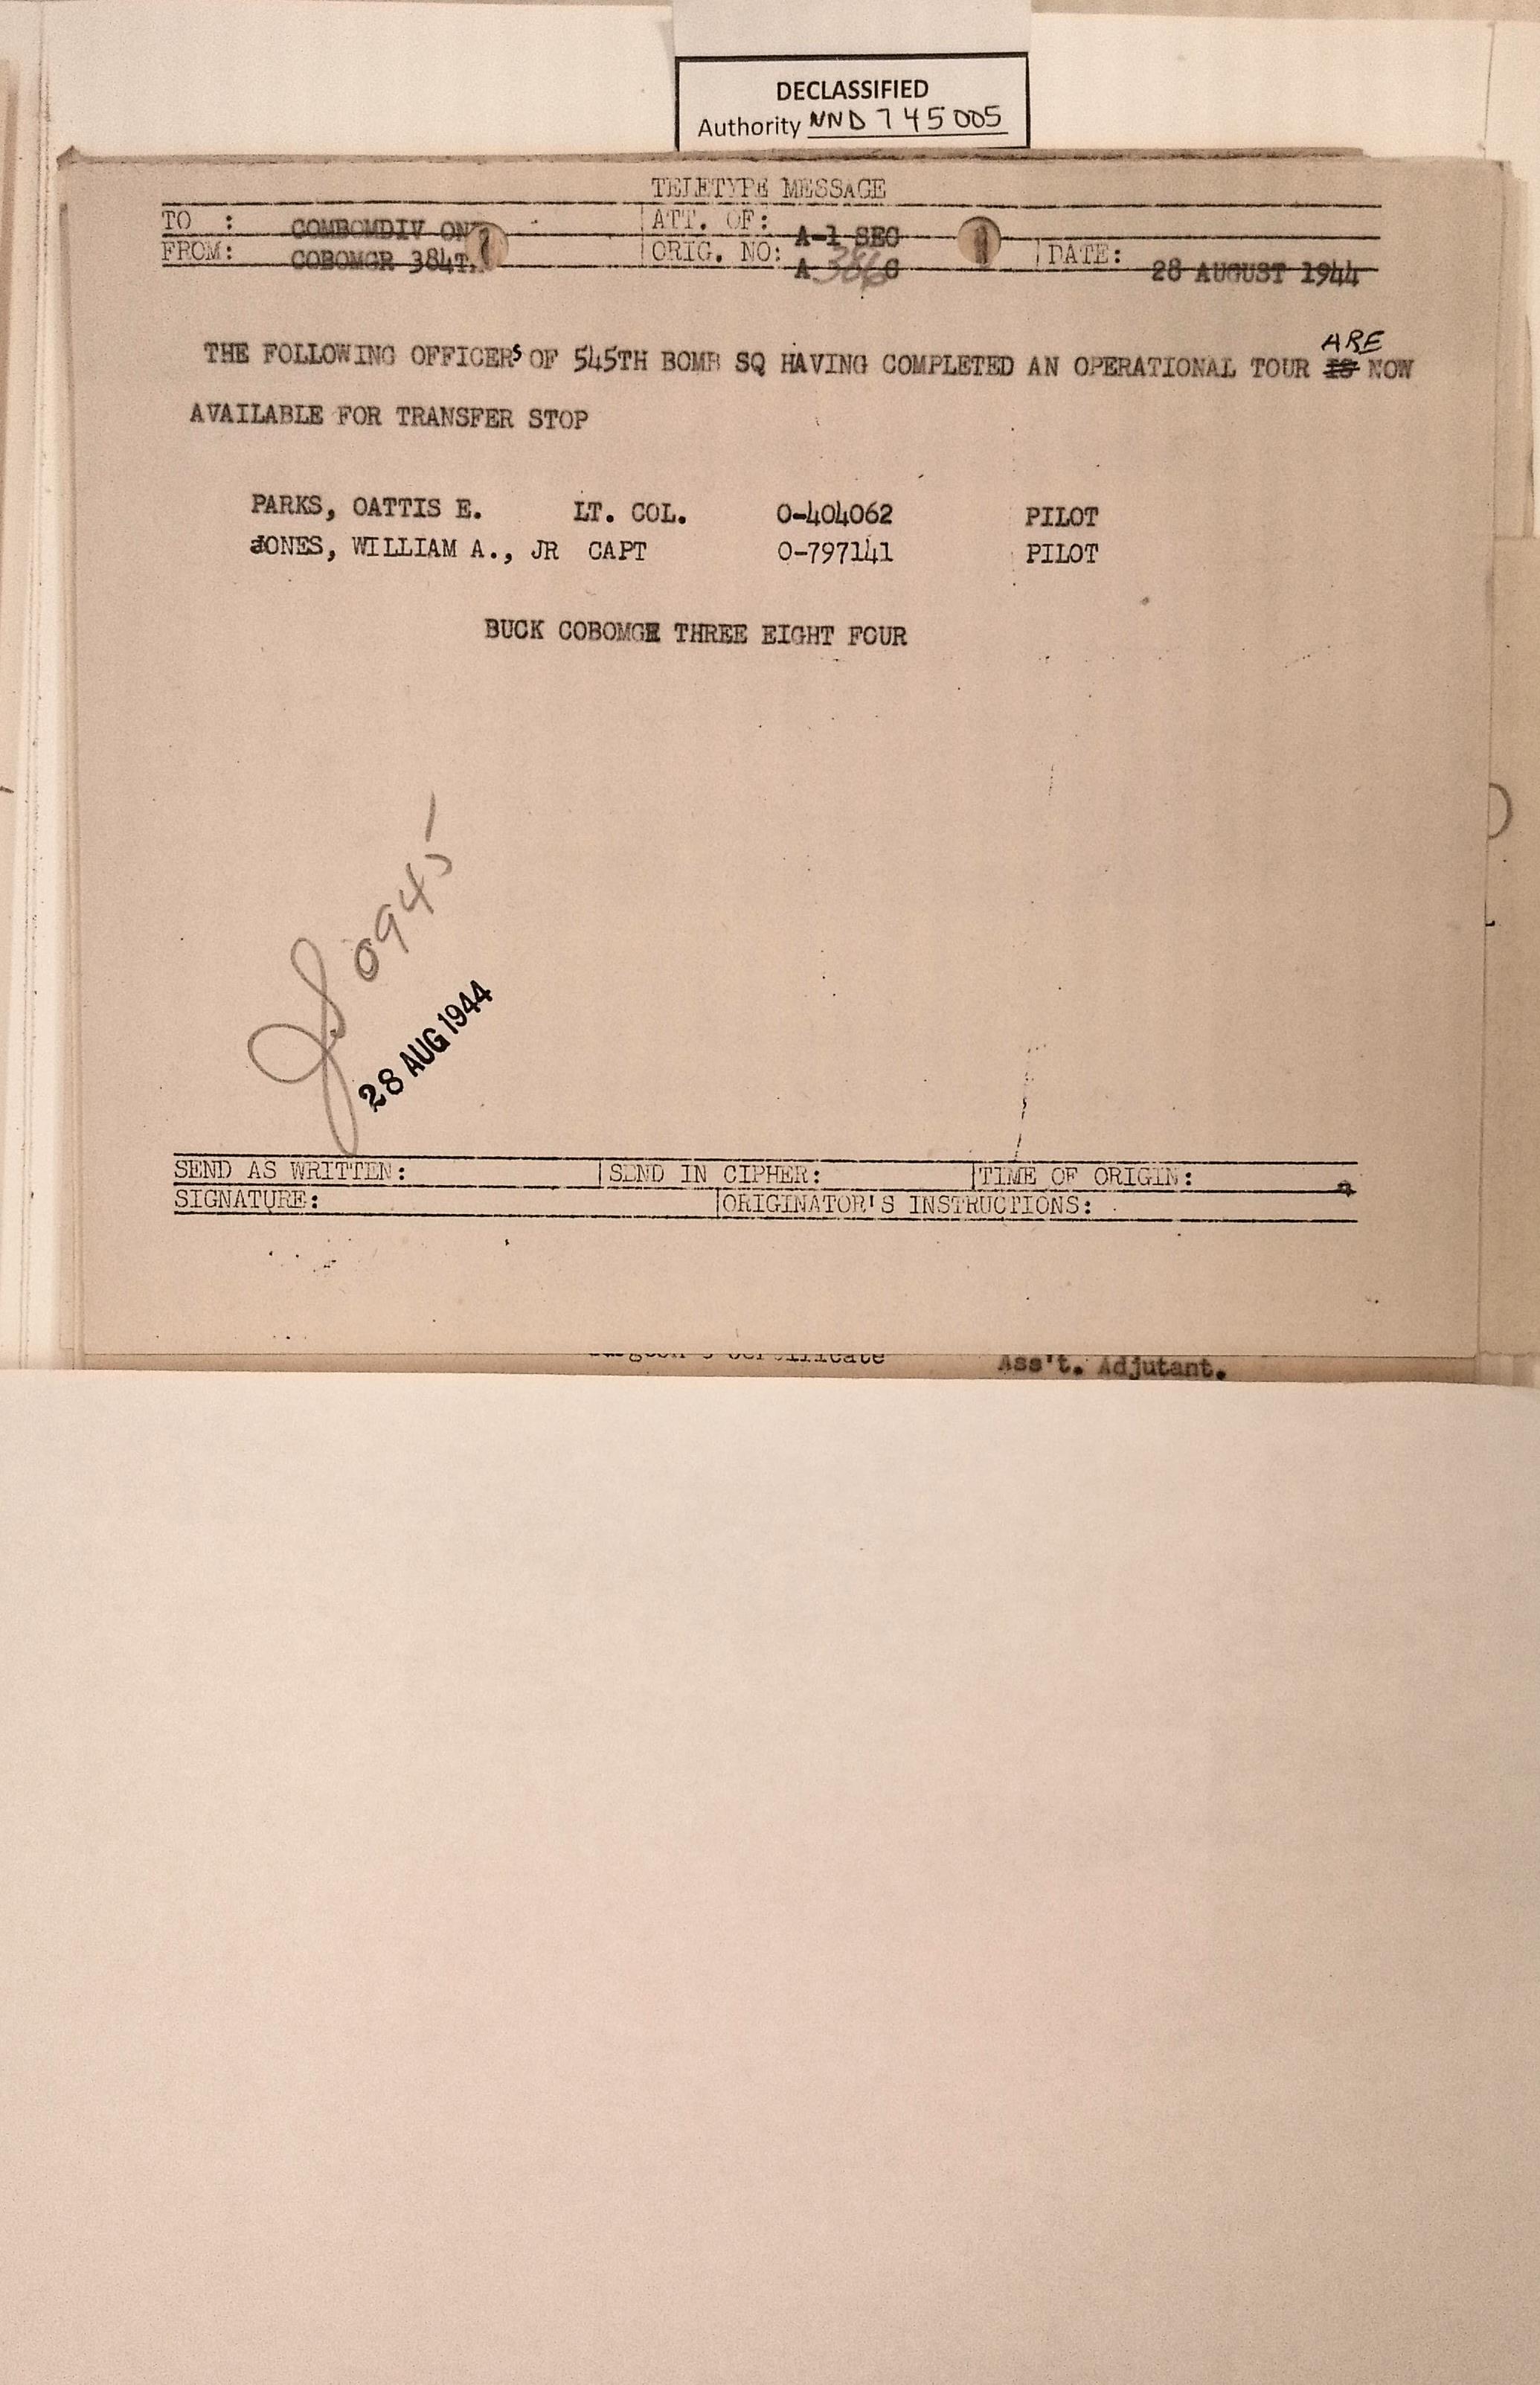 DECLASSIFIED
Authority NND 745005
TELETYPE MESSAGE
TO : COMBOMDIV ONE ATT. OF: A-1 SEC
FROM: COBOMGR 384T. ORIG. NO: A 386 C DATE: 28 AUGUST 1944
ARE
THE FOLLOWING OFFICERS OF 545TH BOMB SQ HAVING COMPLETED AN OPERATIONAL TOUR IS NOW
AVAILABLE FOR TRANSFER STOP
PARKS, OATTIS E. LT. COL. O-404062 PILOT
JONES, WILLIAM A., JR CAPT O-797141 PILOT
BUCK COBOMGR THREE EIGHT FOUR
0945
28 AUG 1944
SEND AS WRITTEN: SEND IN CIPHER: TIME OF ORIGIN:
SIGNATURE: ORIGINATOR'S INSTRUCTIONS:
Certificate Ass't. Adjutant.